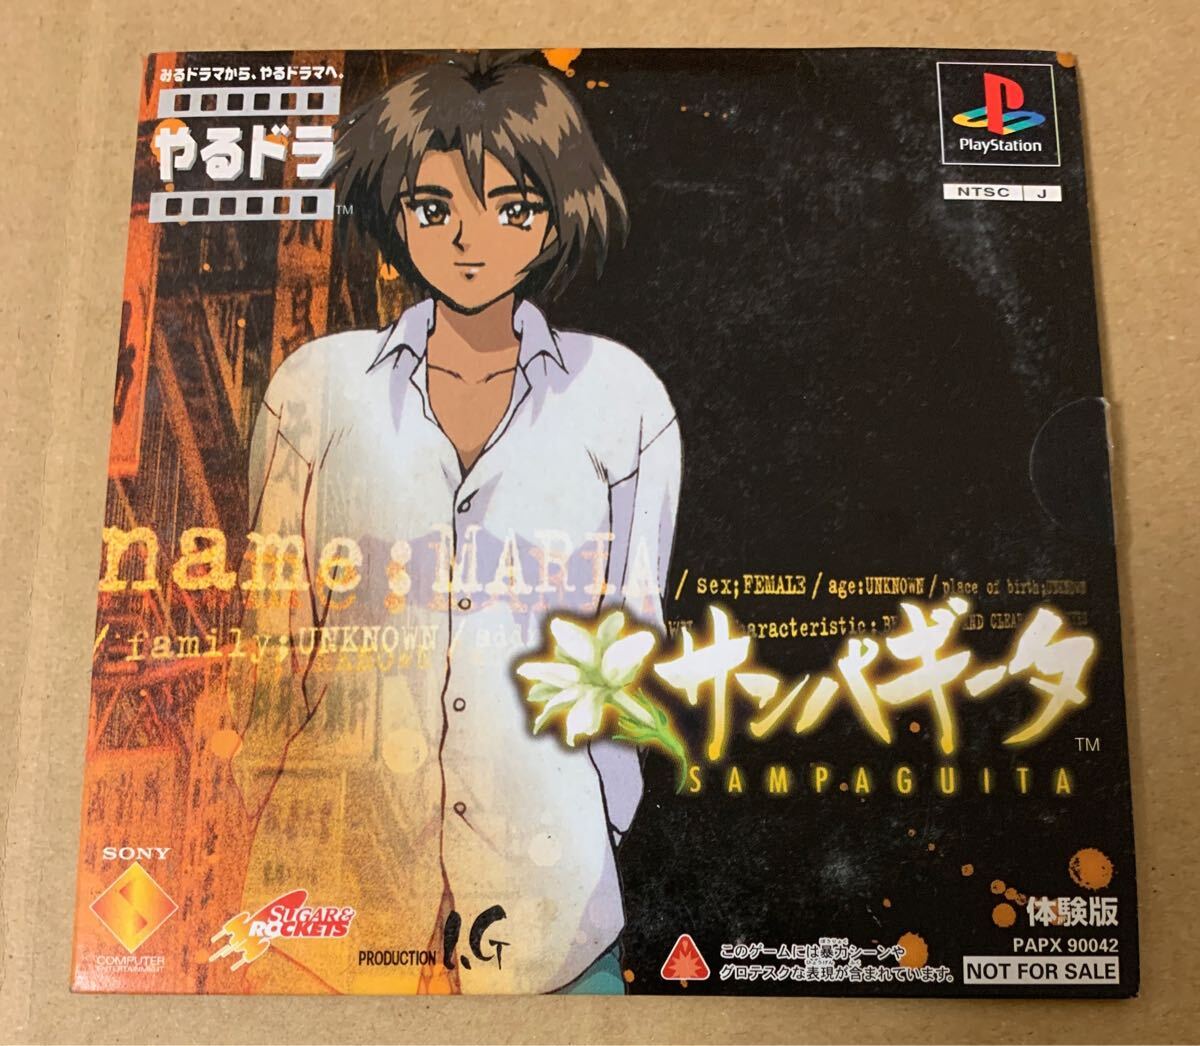 みるドラマから、やるドラマへ。
やるドラ
TM
PlayStation
NTSC J
name:MARIA
/ sex;FEMALE / age:UNKNOWN / place of birth;UNKNOWN
/ family;UNKNOWN /
サンパギータ
TM
SAMPAGUITA
SONY
COMPUTER
ENTERTAINMENT
SUGAR&
ROCKETS
PRODUCTION I.G
このゲームには暴力シーンや
グロテスクな表現が含まれています。
体験版
PAPX 90042
NOT FOR SALE